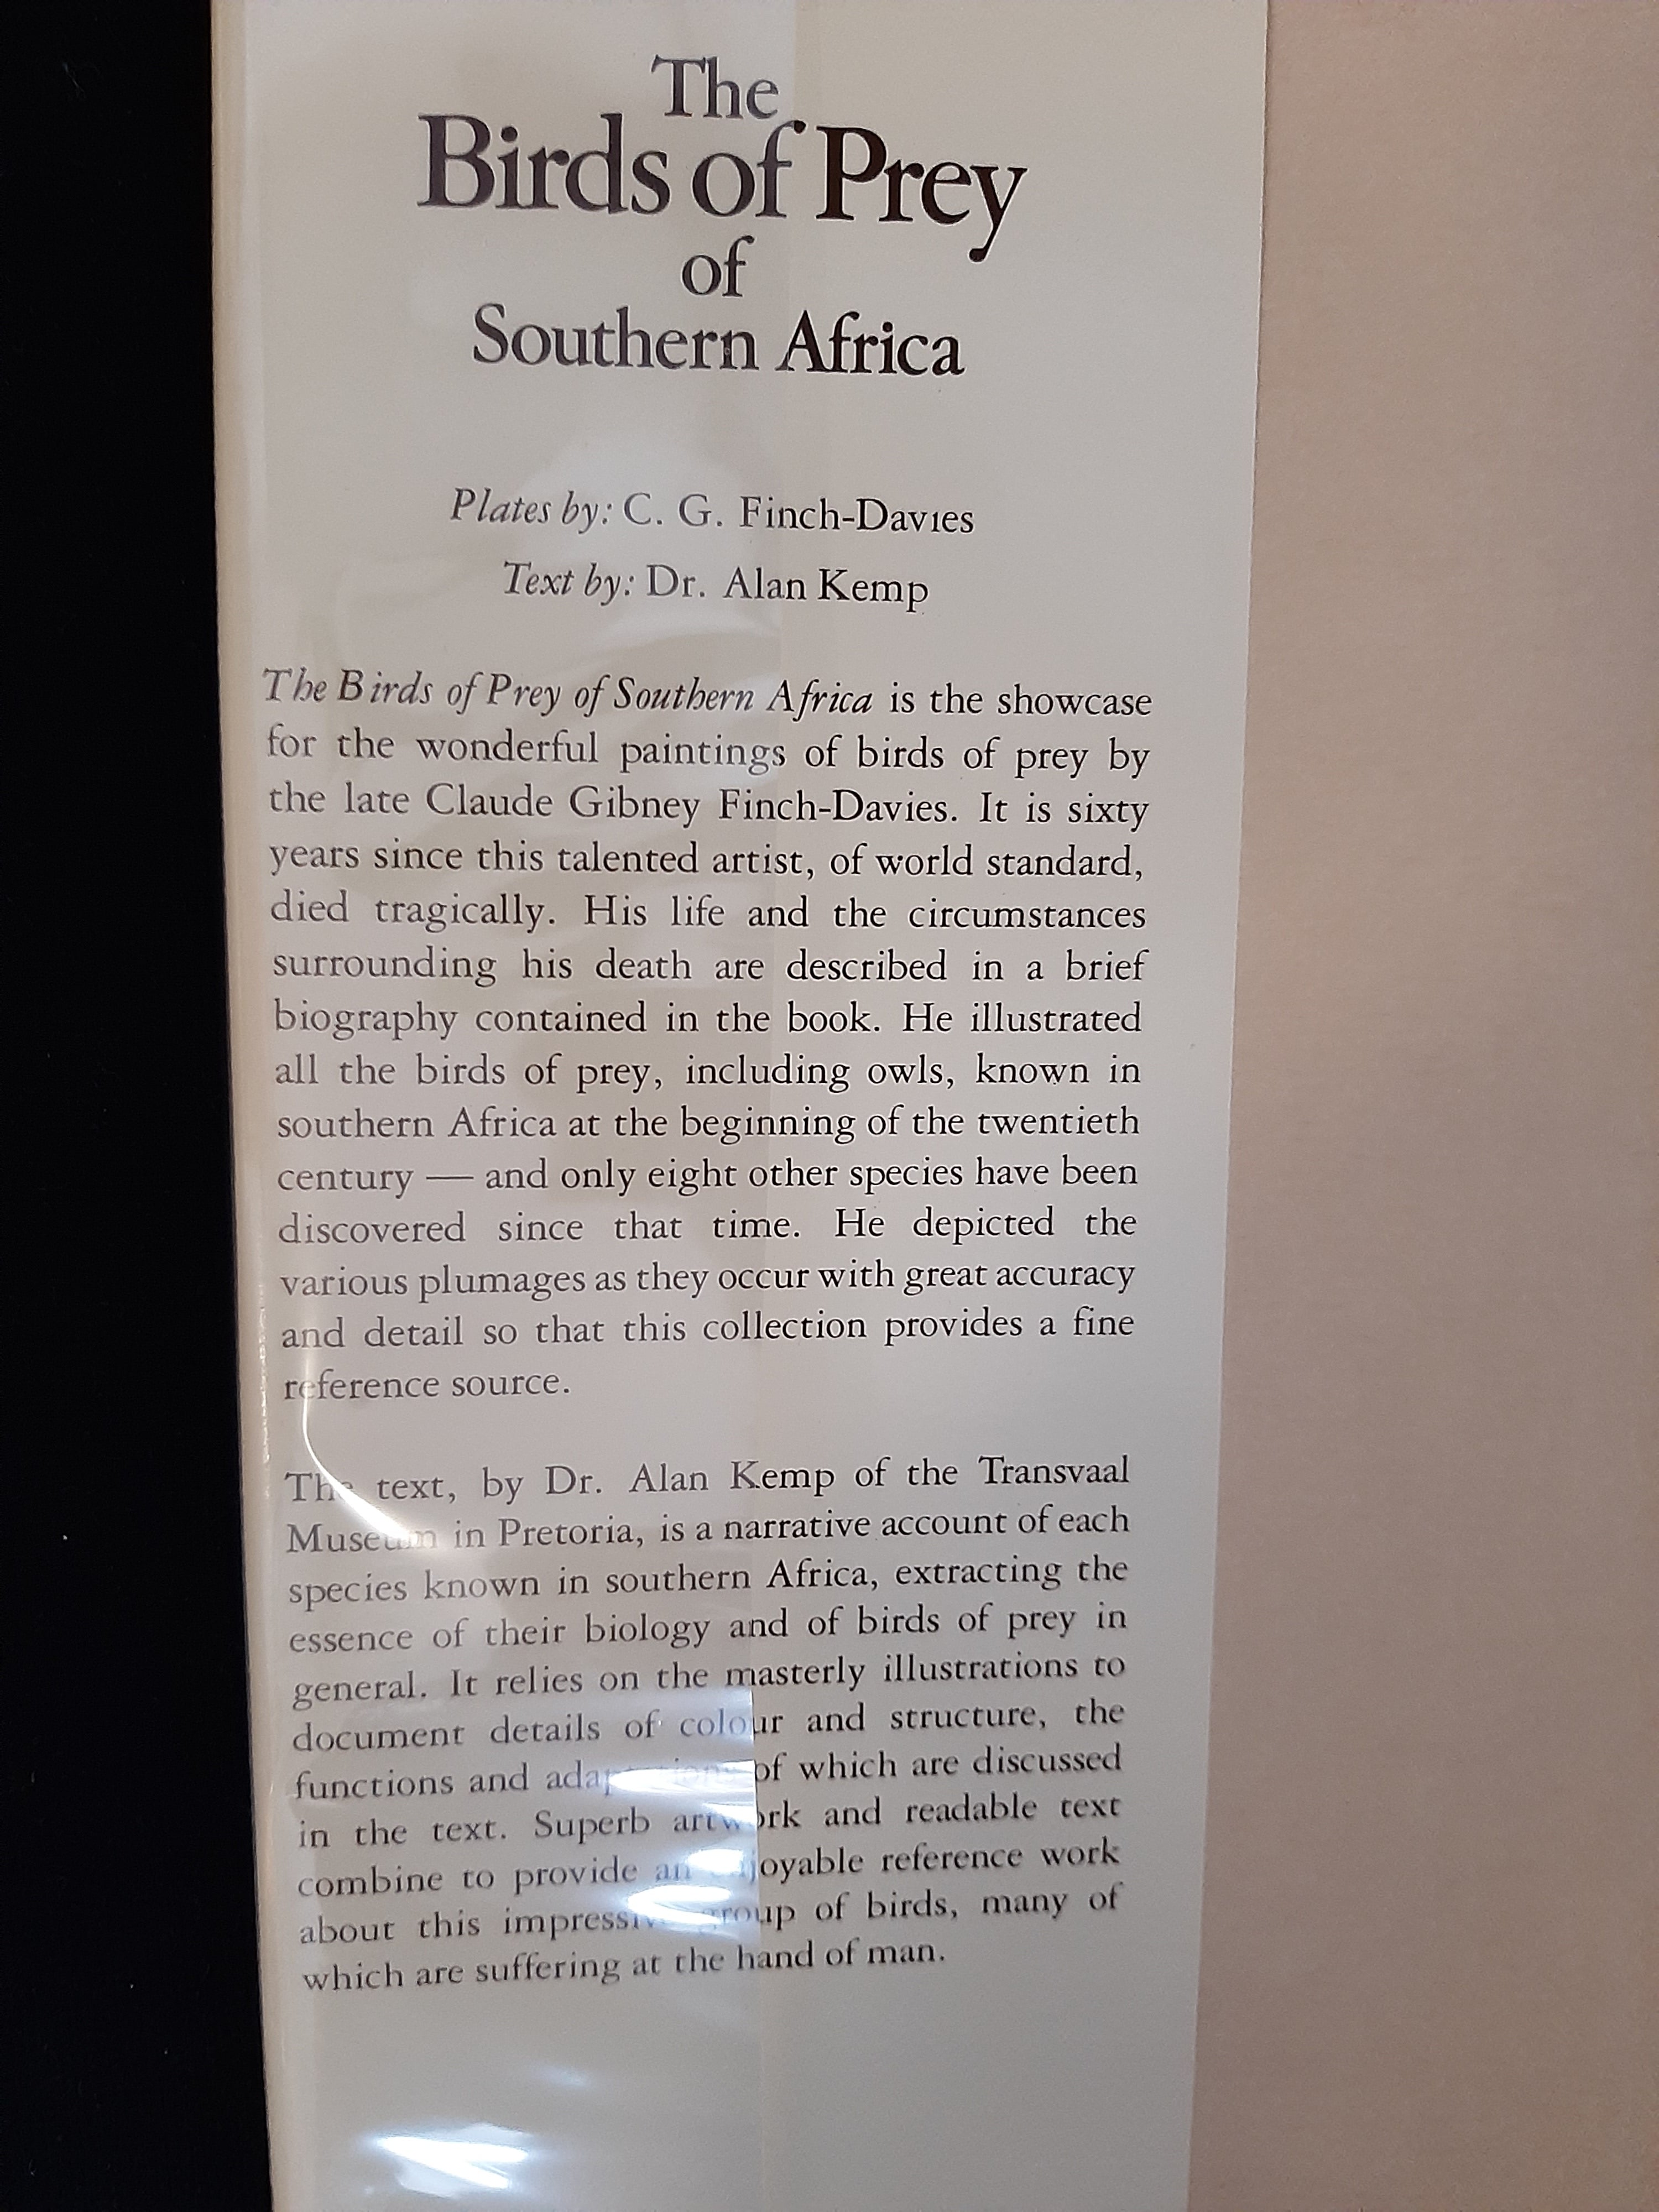 The
Birds of Prey
of
Southern Africa
Plates by: C. G. Finch-Davies
Text by: Dr. Alan Kemp
The Birds of Prey of Southern Africa is the showcase
for the wonderful paintings of birds of prey by
the late Claude Gibney Finch-Davies. It is sixty
years since this talented artist, of world standard,
died tragically. His life and the circumstances
surrounding his death are described in a brief
biography contained in the book. He illustrated
all the birds of prey, including owls, known in
southern Africa at the beginning of the twentieth
century — and only eight other species have been
discovered since that time. He depicted the
various plumages as they occur with great accuracy
and detail so that this collection provides a fine
reference source.
The text, by Dr. Alan Kemp of the Transvaal
Museum in Pretoria, is a narrative account of each
species known in southern Africa, extracting the
essence of their biology and of birds of prey in
general. It relies on the masterly illustrations to
document details of colour and structure, the
functions and adaptations of which are discussed
in the text. Superb artwork and readable text
combine to provide an enjoyable reference work
about this impressive group of birds, many of
which are suffering at the hand of man.